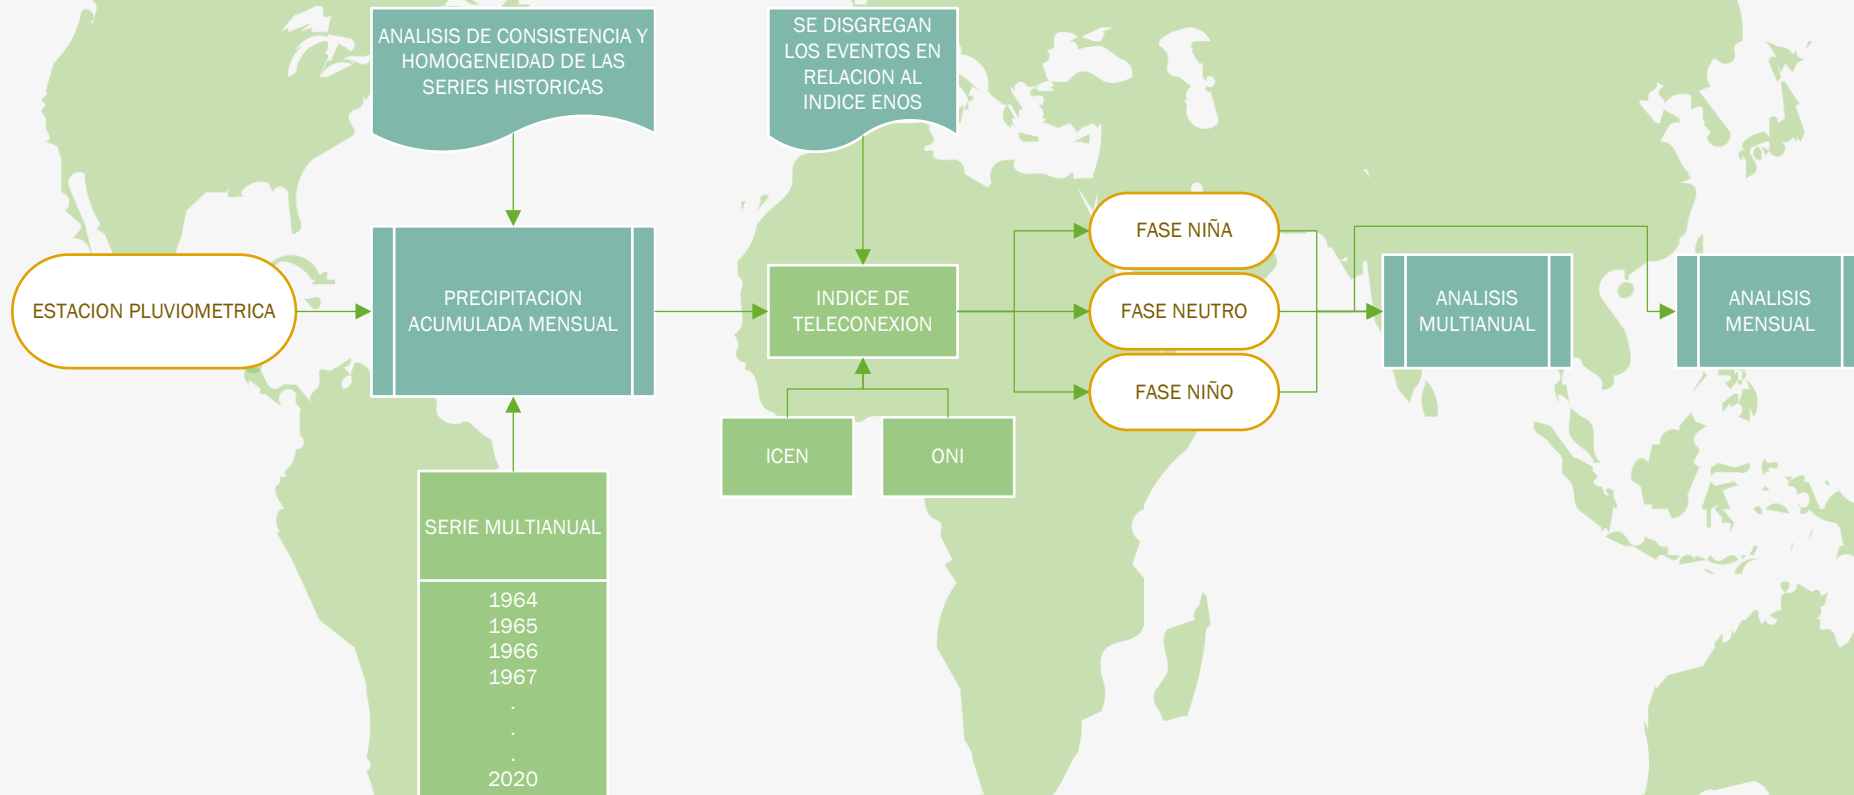 ANALISIS DE CONSISTENCIA Y
HOMOGENEIDAD DE LAS
SERIES HISTORICAS
SE DISGREGAN
LOS EVENTOS EN
RELACION AL
INDICE ENOS
ESTACION PLUVIOMETRICA
PRECIPITACION
ACUMULADA MENSUAL
INDICE DE
TELECONEXION
FASE NIÑA
FASE NEUTRO
FASE NIÑO
ANALISIS
MULTIANUAL
ANALISIS
MENSUAL
ICEN
ONI
SERIE MULTIANUAL
1964
1965
1966
1967
.
.
.
2020